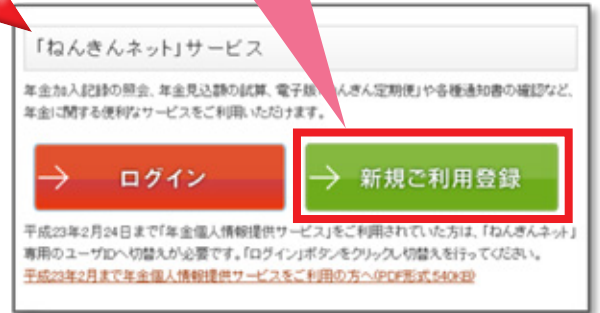 「ねんきんネット」サービス
年金加入記録の照会、年金見込額の試算、電子版 んきん定期便」や各種通知書の確認など、
年金に関する便利なサービスをご利用いただけます。
→ ログイン
→ 新規ご利用登録
平成23年2月24日まで「年金個人情報提供サービス」をご利用されていた方は、「ねんきんネット」
専用のユーザIDへ切替えが必要です。「ログイン」ボタンをクリックし切替えを行ってください。
平成23年2月まで年金個人情報提供サービスをご利用の方へ(PDF形式:540KB)